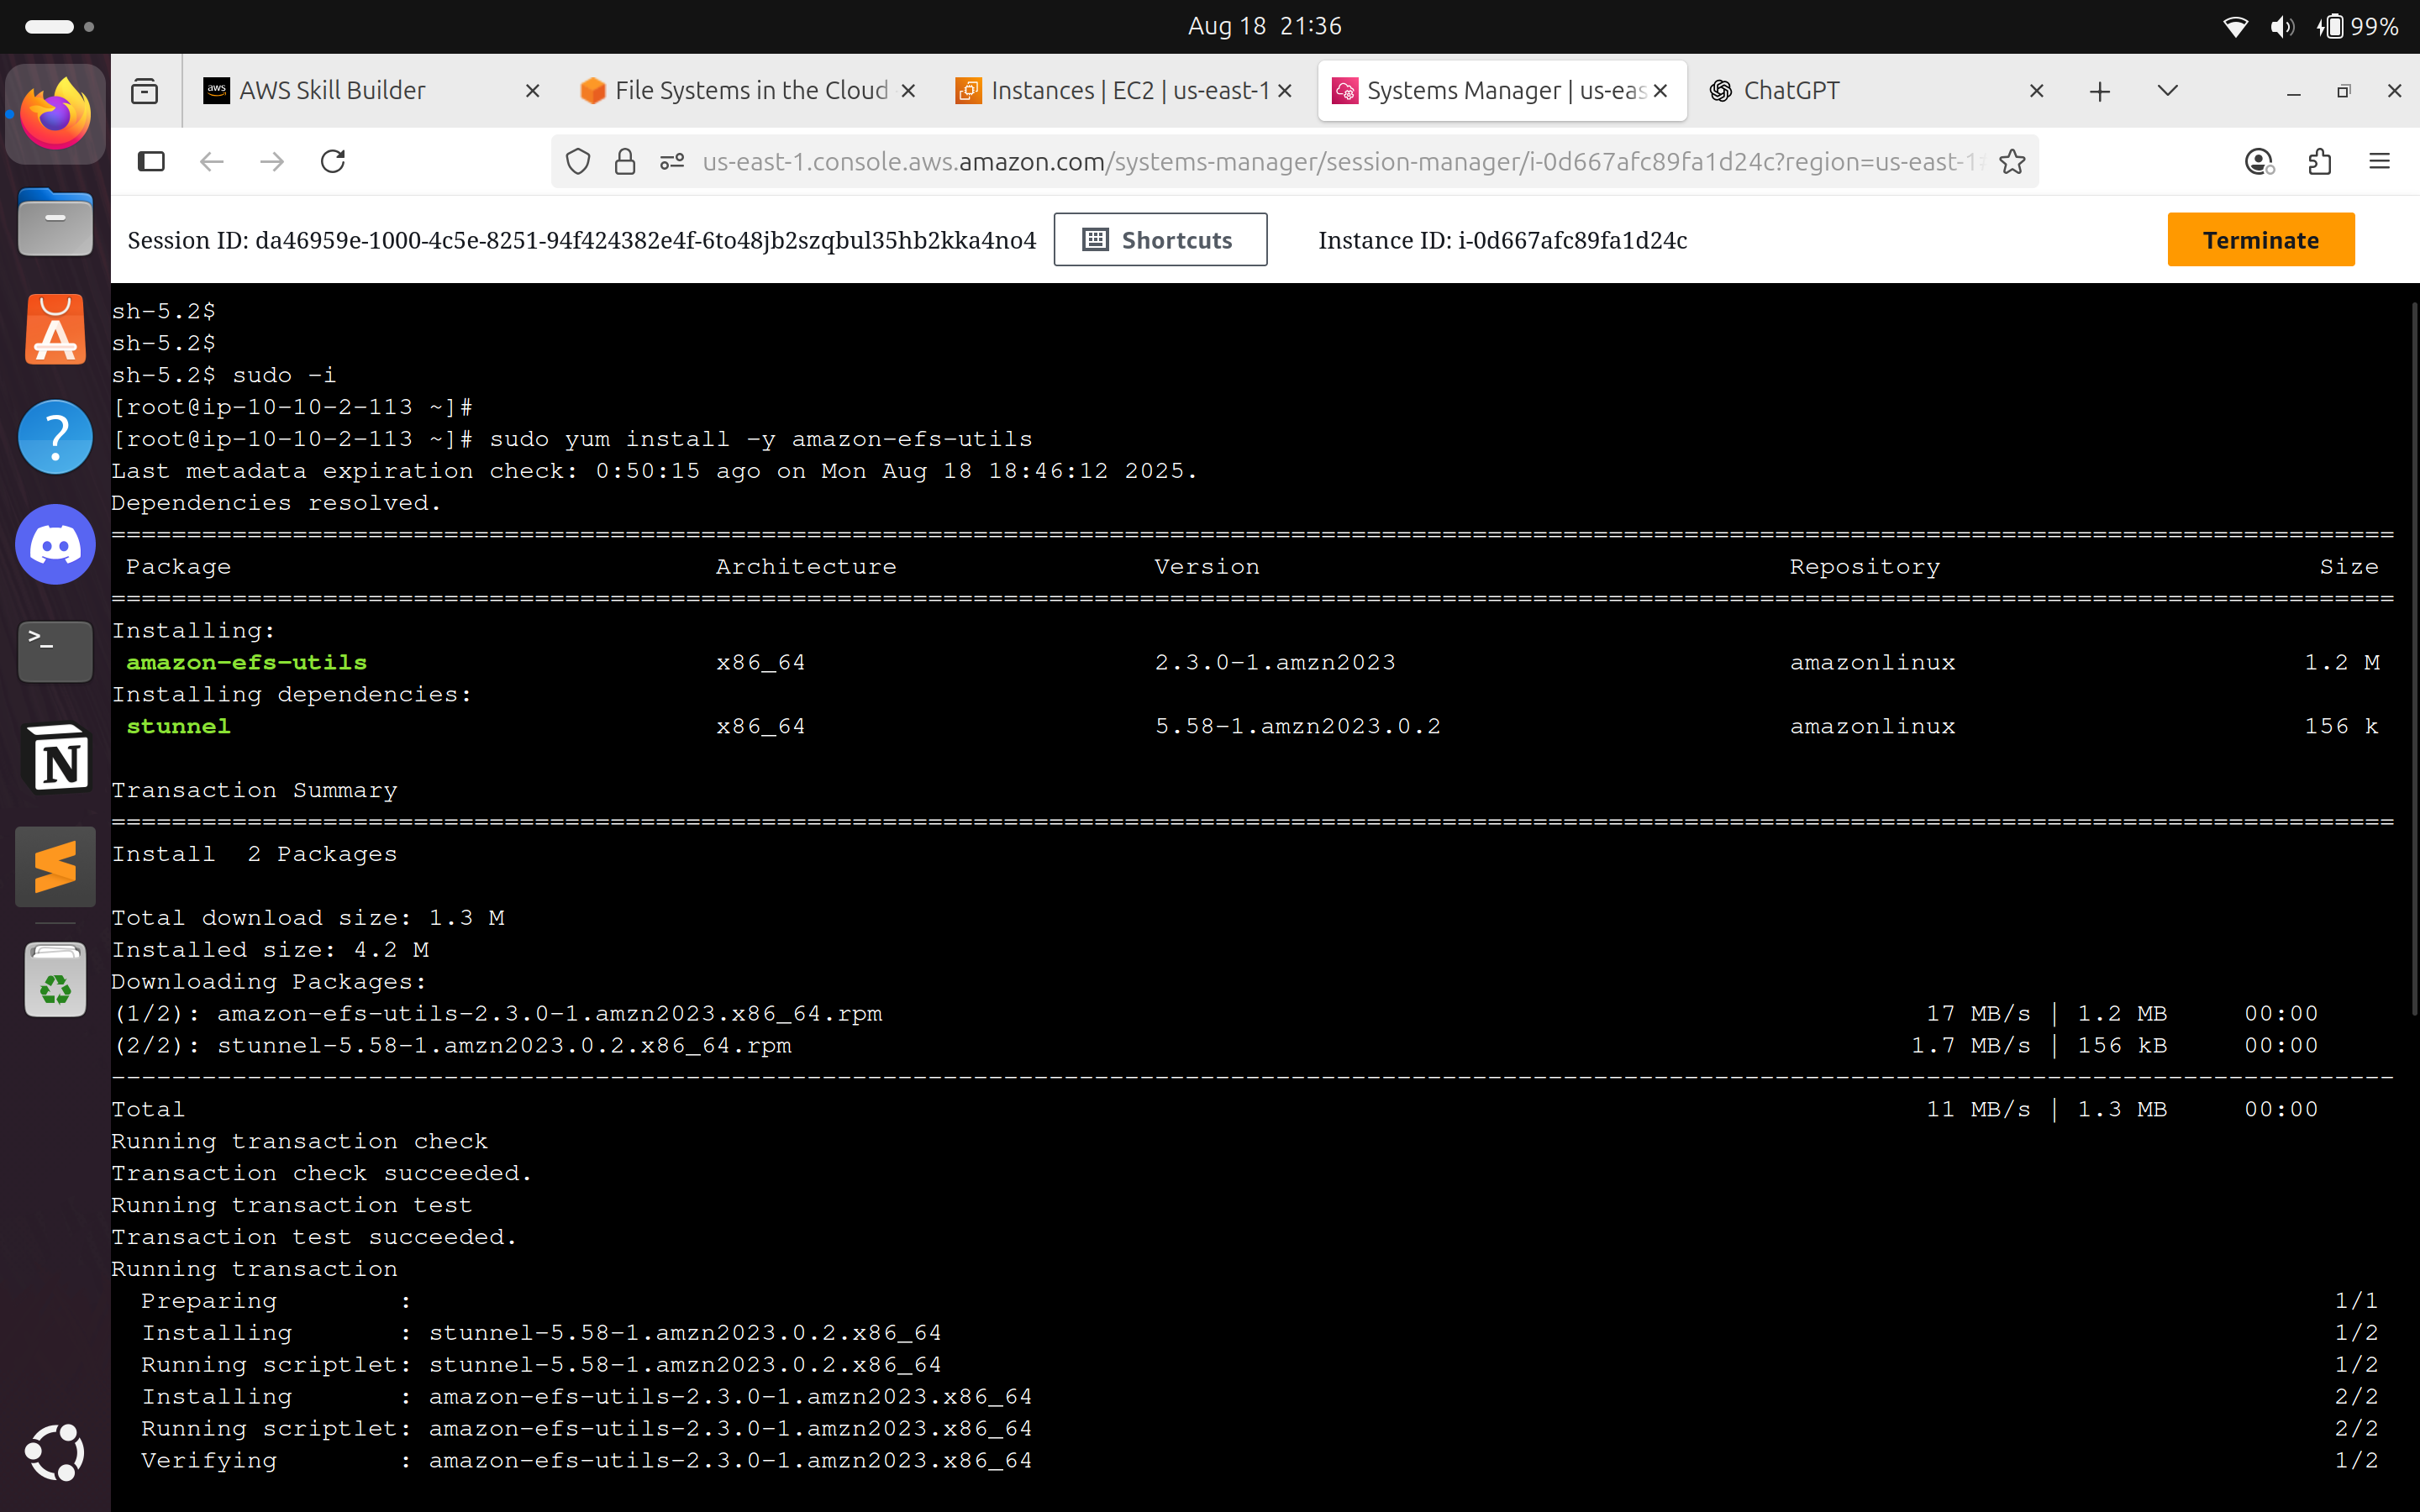 Aug 18 21:36
99%
AWS Skill Builder
File Systems in the Cloud
Instances | EC2 | us-east-1
Systems Manager | us-eas
ChatGPT
us-east-1.console.aws.amazon.com/systems-manager/session-manager/i-0d667afc89fa1d24c?region=us-east-1#
Session ID: da46959e-1000-4c5e-8251-94f424382e4f-6to48jb2szqbul35hb2kka4no4
Shortcuts
Instance ID: i-0d667afc89fa1d24c
Terminate
sh-5.2$
sh-5.2$
sh-5.2$ sudo -i
[root@ip-10-10-2-113 ~]#
[root@ip-10-10-2-113 ~]# sudo yum install -y amazon-efs-utils
Last metadata expiration check: 0:50:15 ago on Mon Aug 18 18:46:12 2025.
Dependencies resolved.
Package Architecture Version Repository Size
Installing:
amazon-efs-utils x86_64 2.3.0-1.amzn2023 amazonlinux 1.2 M
Installing dependencies:
stunnel x86_64 5.58-1.amzn2023.0.2 amazonlinux 156 k
Transaction Summary
Install 2 Packages
Total download size: 1.3 M
Installed size: 4.2 M
Downloading Packages:
(1/2): amazon-efs-utils-2.3.0-1.amzn2023.x86_64.rpm 17 MB/s | 1.2 MB 00:00
(2/2): stunnel-5.58-1.amzn2023.0.2.x86_64.rpm 1.7 MB/s | 156 kB 00:00
Total 11 MB/s | 1.3 MB 00:00
Running transaction check
Transaction check succeeded.
Running transaction test
Transaction test succeeded.
Running transaction
Preparing : 1/1
Installing : stunnel-5.58-1.amzn2023.0.2.x86_64 1/2
Running scriptlet: stunnel-5.58-1.amzn2023.0.2.x86_64 1/2
Installing : amazon-efs-utils-2.3.0-1.amzn2023.x86_64 2/2
Running scriptlet: amazon-efs-utils-2.3.0-1.amzn2023.x86_64 2/2
Verifying : amazon-efs-utils-2.3.0-1.amzn2023.x86_64 1/2